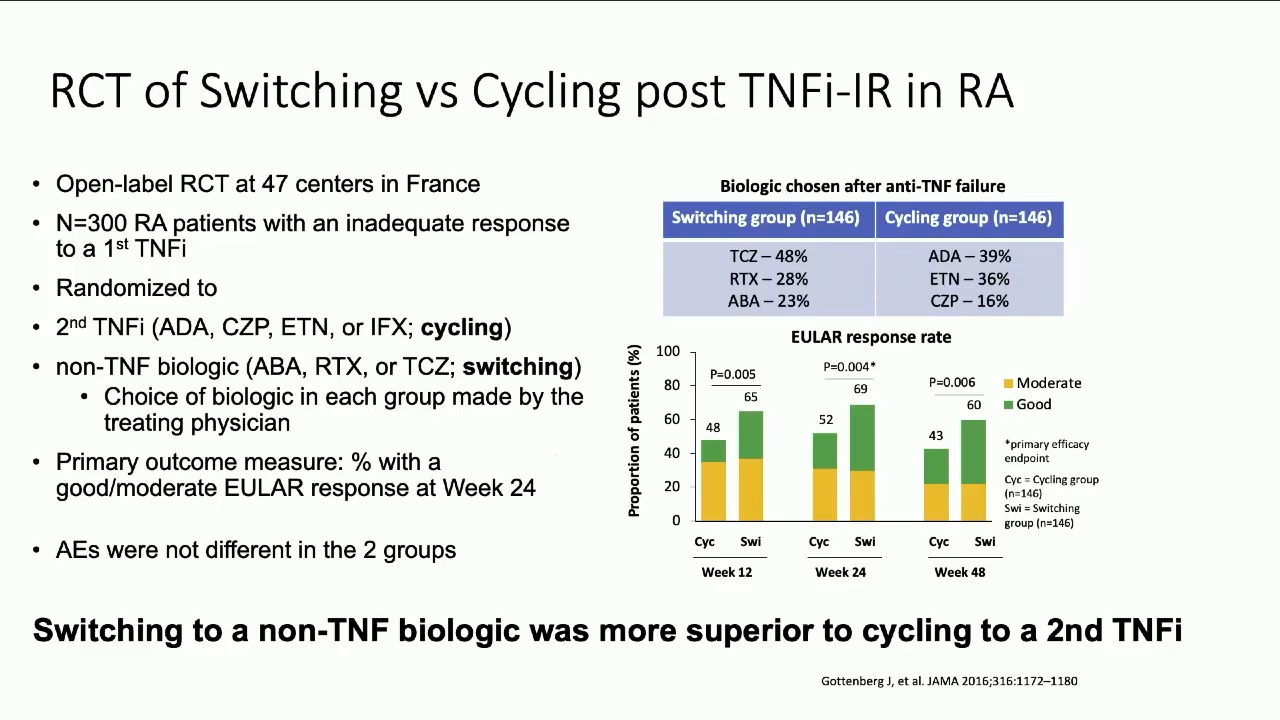 RCT of Switching vs Cycling post TNFi-IR in RA
• Open-label RCT at 47 centers in France
• N=300 RA patients with an inadequate response
to a 1st TNFi
• Randomized to
• 2nd TNFi (ADA, CZP, ETN, or IFX; cycling)
• non-TNF biologic (ABA, RTX, or TCZ; switching)
• Choice of biologic in each group made by the
treating physician
• Primary outcome measure: % with a
good/moderate EULAR response at Week 24
• AEs were not different in the 2 groups
Biologic chosen after anti-TNF failure
Switching group (n=146) Cycling group (n=146)
TCZ – 48% ADA – 39%
RTX – 28% ETN – 36%
ABA – 23% CZP – 16%
EULAR response rate
Proportion of patients (%)
100
80
60
40
20
0
P=0.005
48 65
P=0.004*
52 69
P=0.006
43 60
Cyc Swi Cyc Swi Cyc Swi
Week 12 Week 24 Week 48
Moderate
Good
*primary efficacy
endpoint
Cyc = Cycling group
(n=146)
Swi = Switching
group (n=146)
Switching to a non-TNF biologic was more superior to cycling to a 2nd TNFi
Gottenberg J, et al. JAMA 2016;316:1172–1180